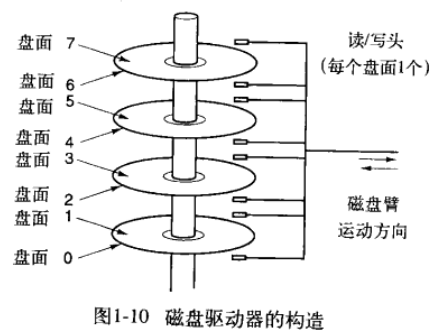 盘面 7
盘面 6
盘面 5
盘面 4
盘面 3
盘面 2
盘面 1
盘面 0
读/写头
(每个盘面1个)
磁盘臂
运动方向
图1-10 磁盘驱动器的构造